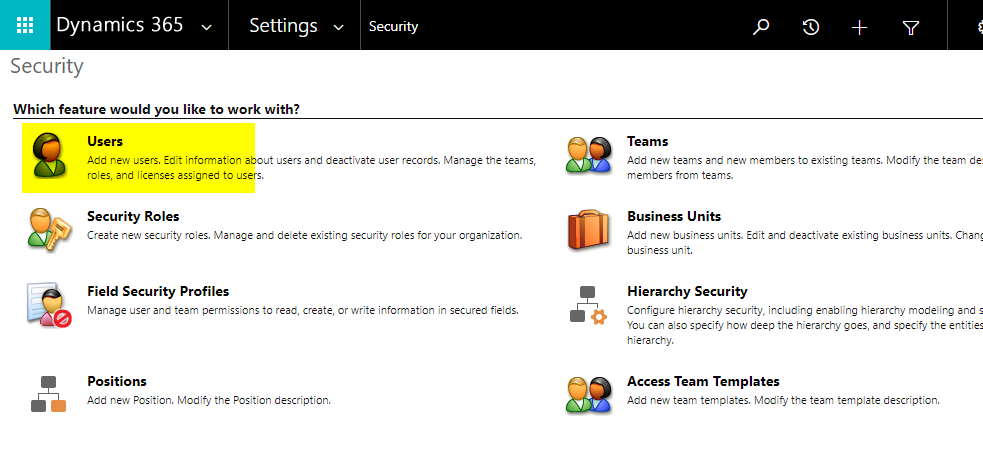 Dynamics 365 Settings Security
Security
Which feature would you like to work with?
Users
Add new users. Edit information about users and deactivate user records. Manage the teams,
roles, and licenses assigned to users.
Teams
Add new teams and new members to existing teams. Modify the team de
members from teams.
Security Roles
Create new security roles. Manage and delete existing security roles for your organization.
Business Units
Add new business units. Edit and deactivate existing business units. Chang
business unit.
Field Security Profiles
Manage user and team permissions to read, create, or write information in secured fields.
Hierarchy Security
Configure hierarchy security, including enabling hierarchy modeling and s
You can also specify how deep the hierarchy goes, and specify the entities
hierarchy.
Positions
Add new Position. Modify the Position description.
Access Team Templates
Add new team templates. Modify the team template description.